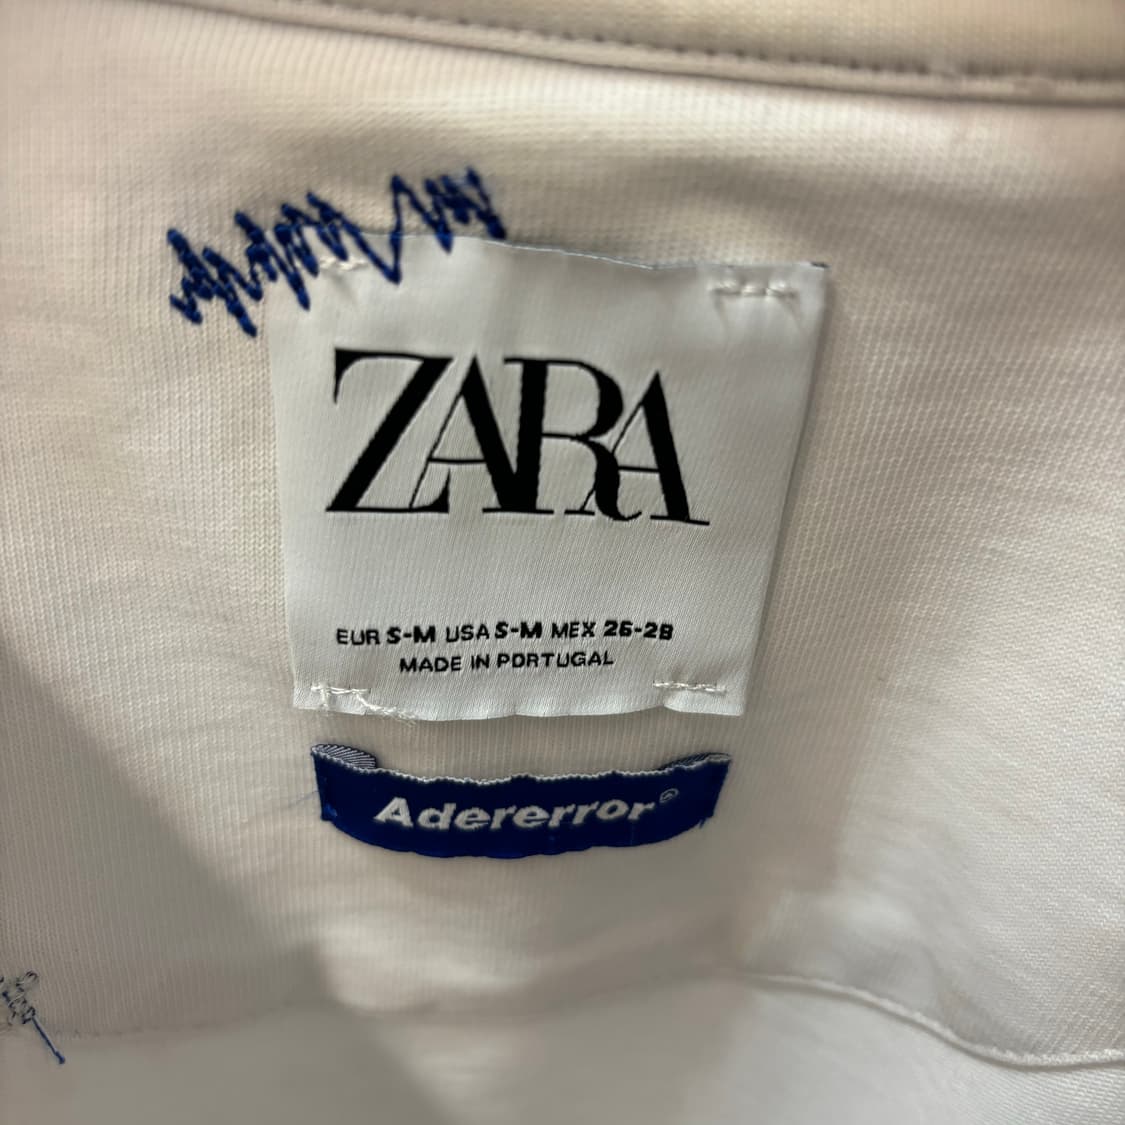 ZARA
EUR S-M USA S-M MEX 26-28
MADE IN PORTUGAL
Adererror®